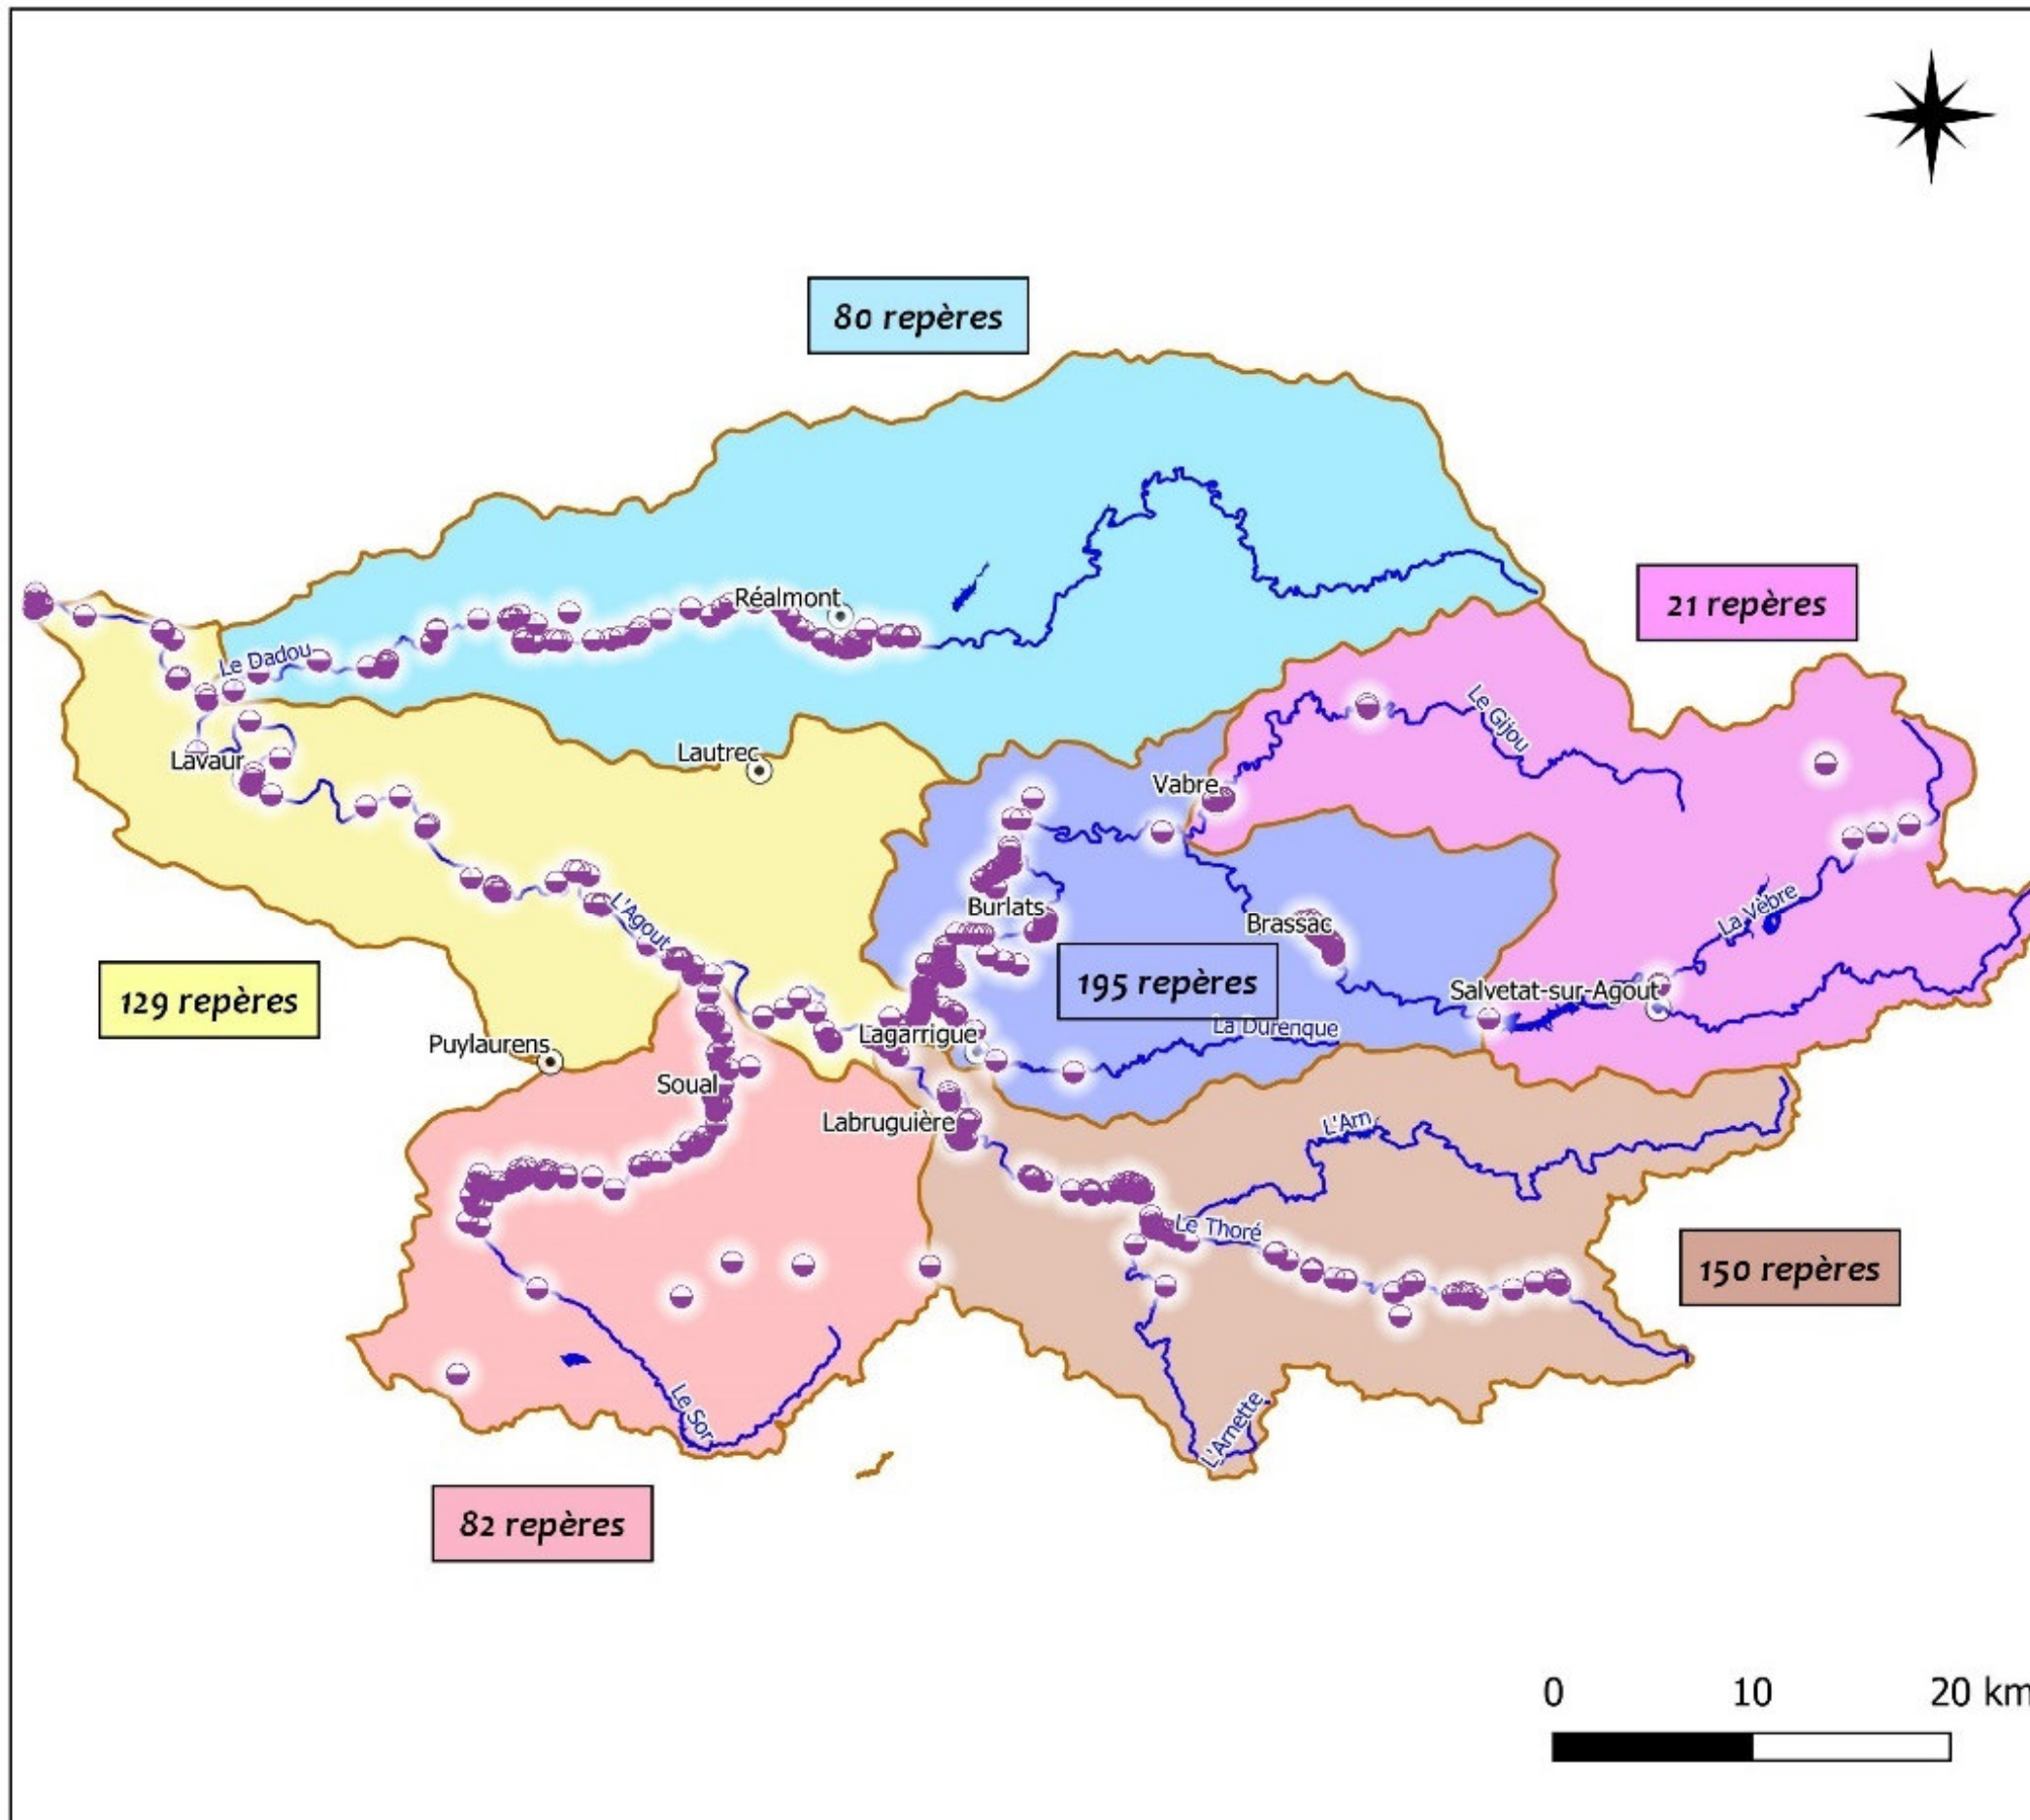 80 repères
21 repères
Réalmont
Le Dadou
Le Gijou
Lautrec
Lavaur
Vabre
Burlats
Brassac
L'Agout
La Vèbre
129 repères
195 repères
Salvetat-sur-Agout
Lagarrigue
La Durenque
Puylaurens
Soual
Labruguière
L'Arn
Le Thoré
150 repères
Le Sor
L'Arnette
82 repères
0 10 20 km